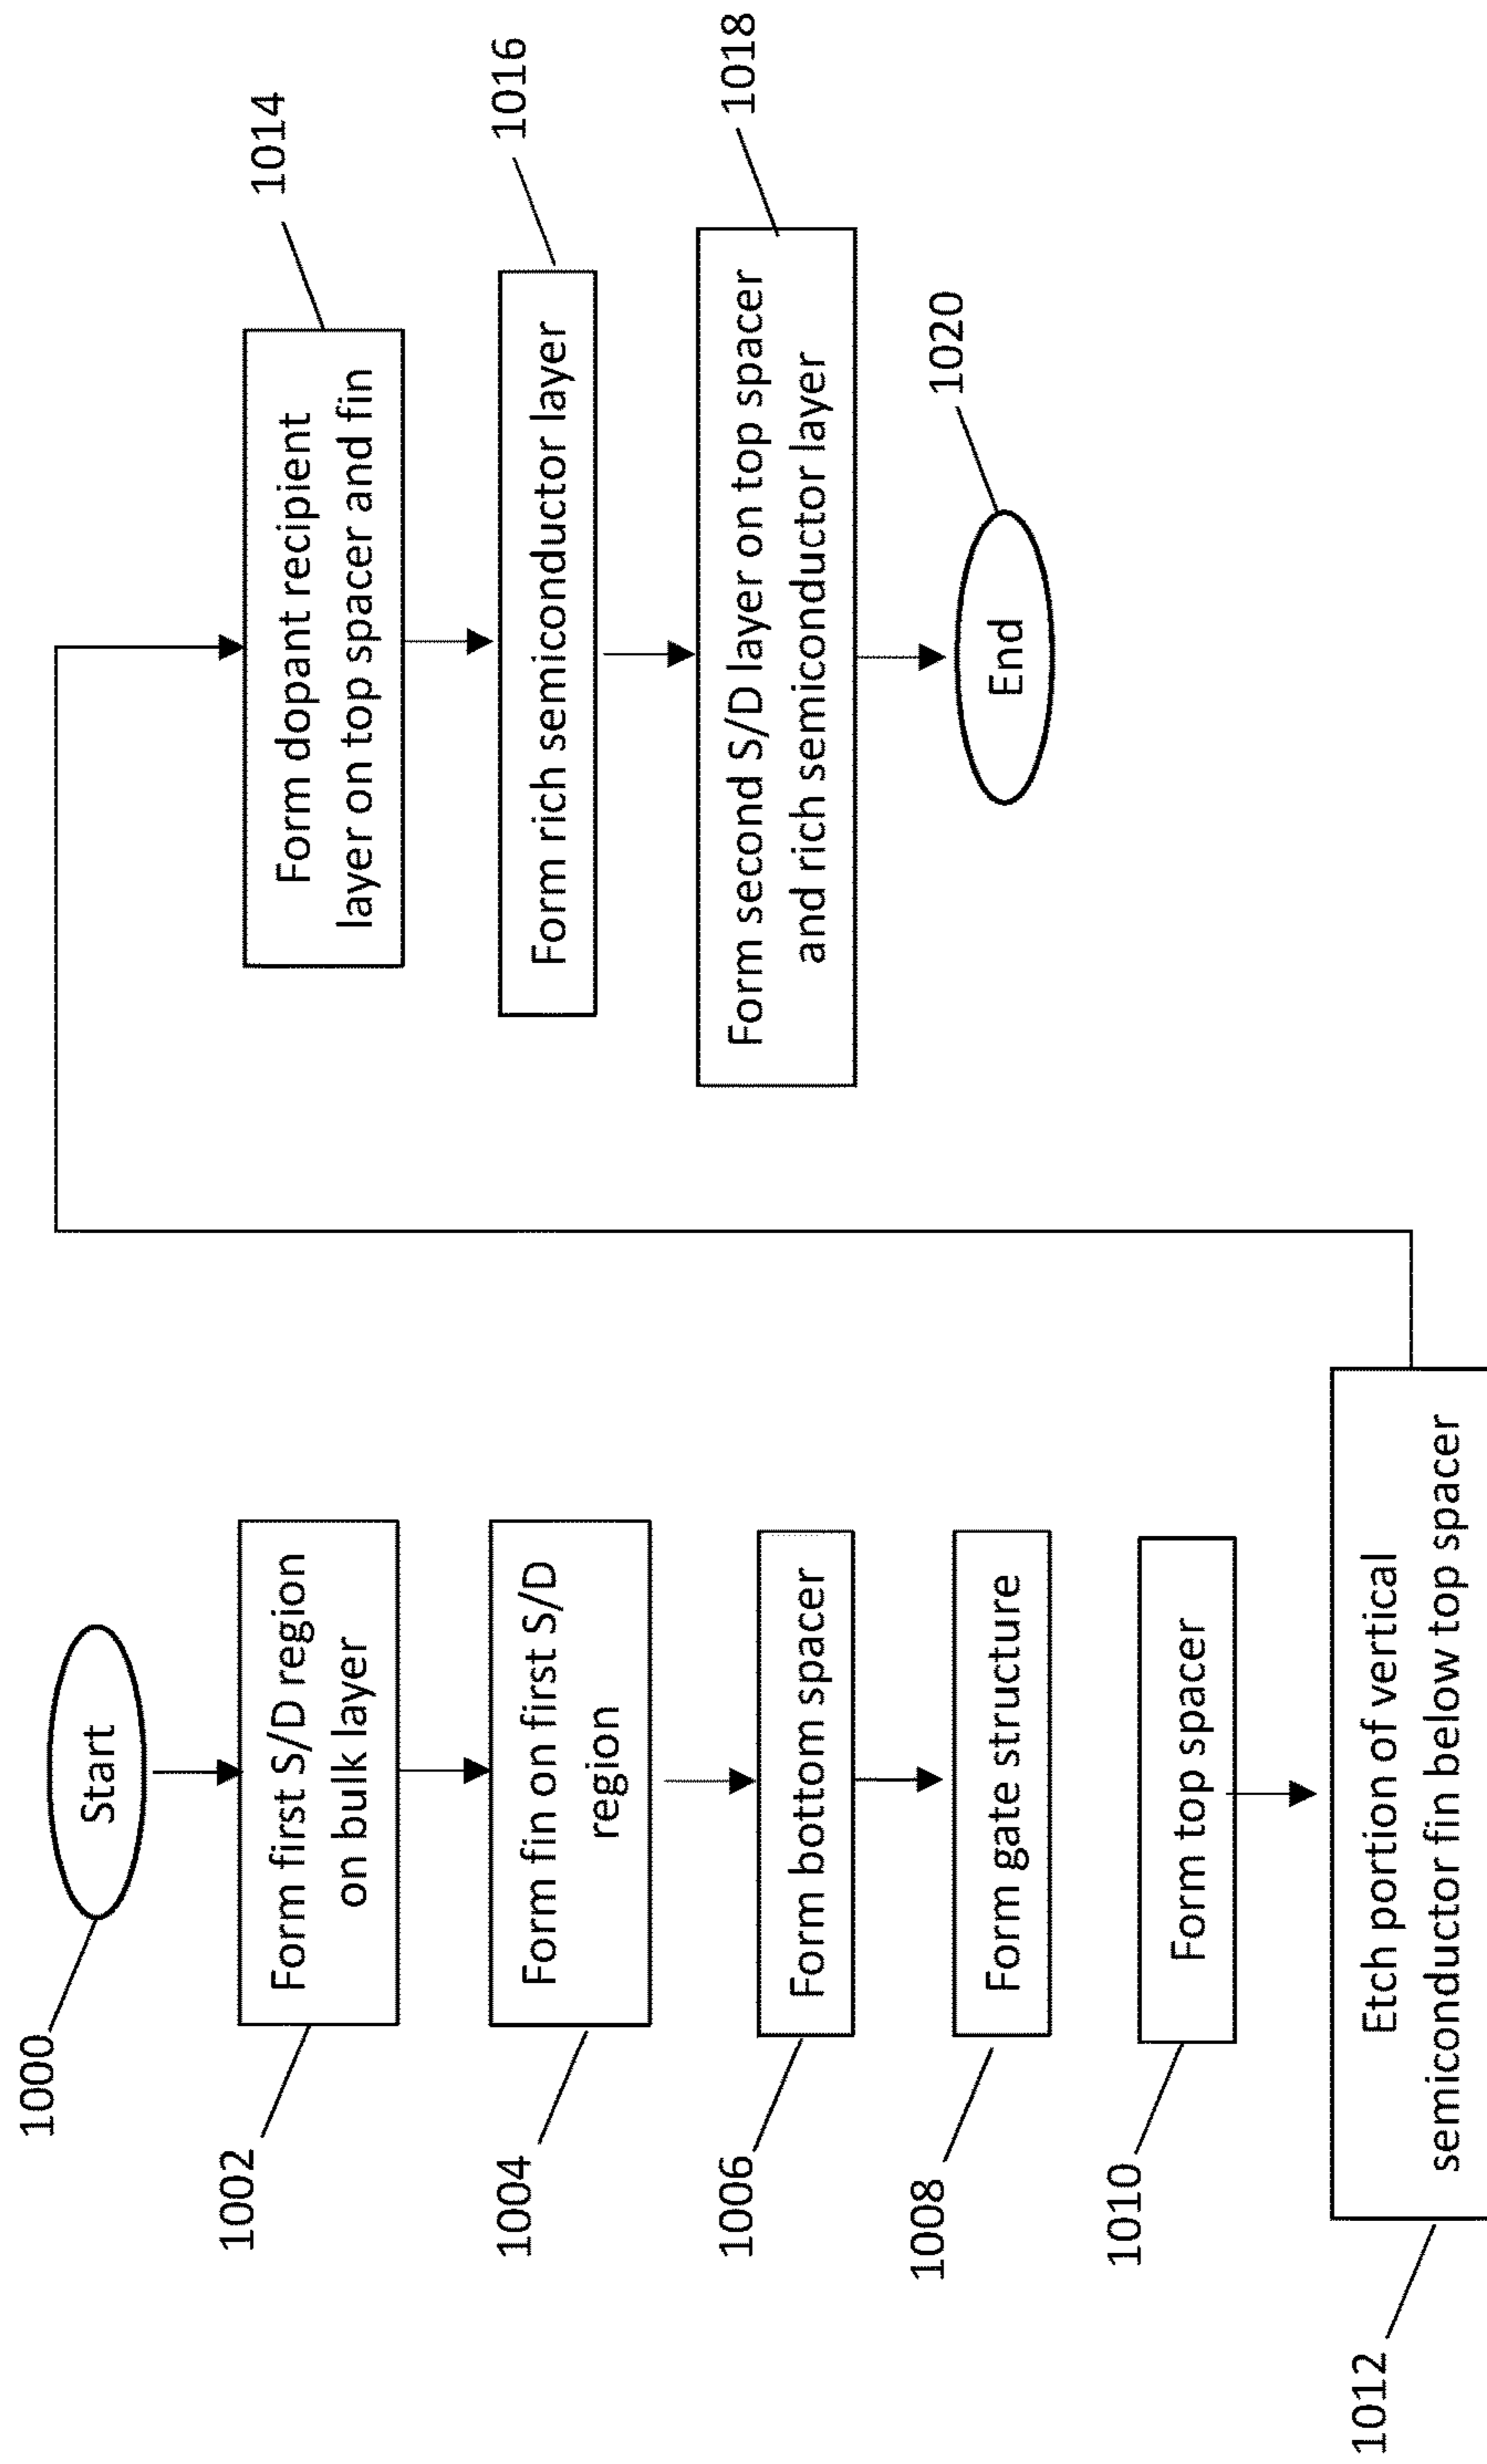 1000
Start
1002
Form first S/D region
on bulk layer
1004
Form fin on first S/D
region
1006
Form bottom spacer
1008
Form gate structure
1010
Form top spacer
1012
Etch portion of vertical
semiconductor fin below top spacer
1014
Form dopant recipient
layer on top spacer and fin
1016
Form rich semiconductor layer
1018
Form second S/D layer on top spacer
and rich semiconductor layer
1020
End